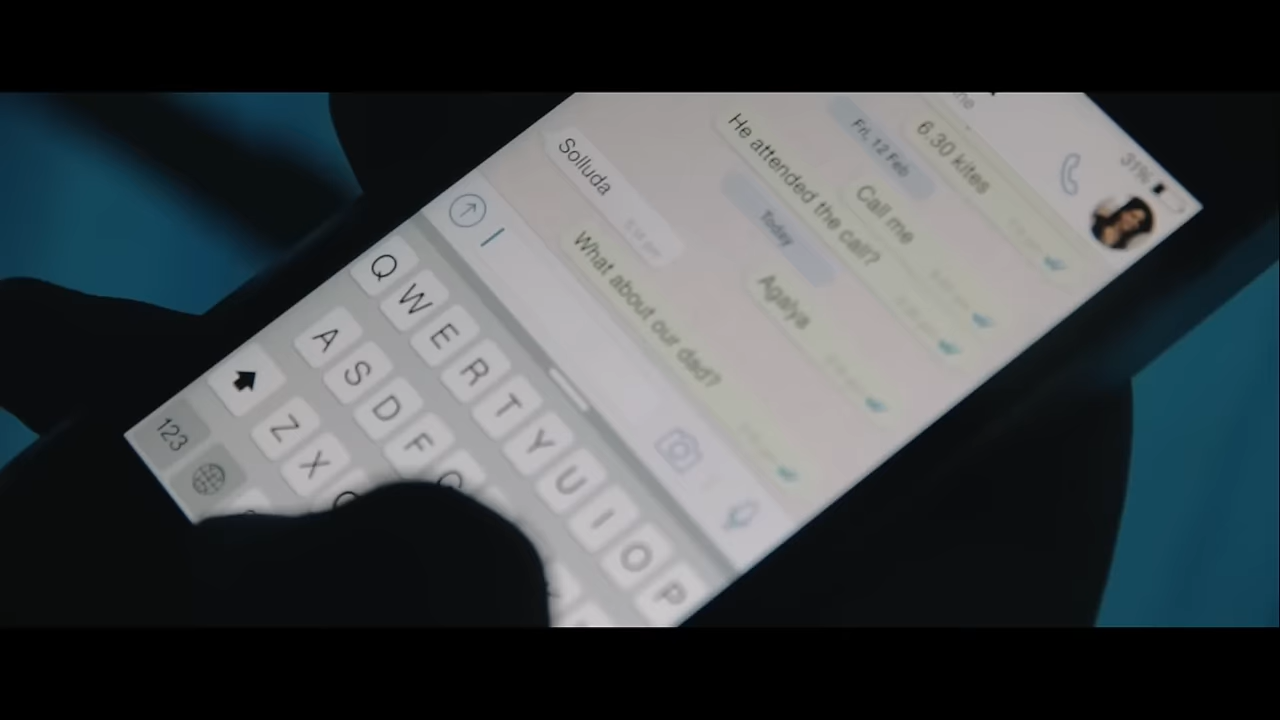 31%
6.30 kites
Fri, 12 Feb
Call me
He attended the call?
Today
Agalya
Solluda
What about our dad?
Q W E R T Y U I O P
A S D F
Z X
123